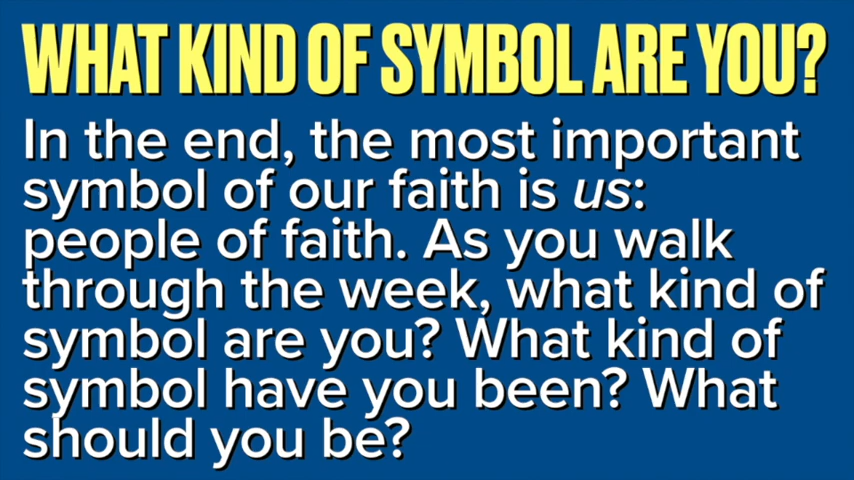 WHAT KIND OF SYMBOL ARE YOU?
In the end, the most important
symbol of our faith is us:
people of faith. As you walk
through the week, what kind of
symbol are you? What kind of
symbol have you been? What
should you be?